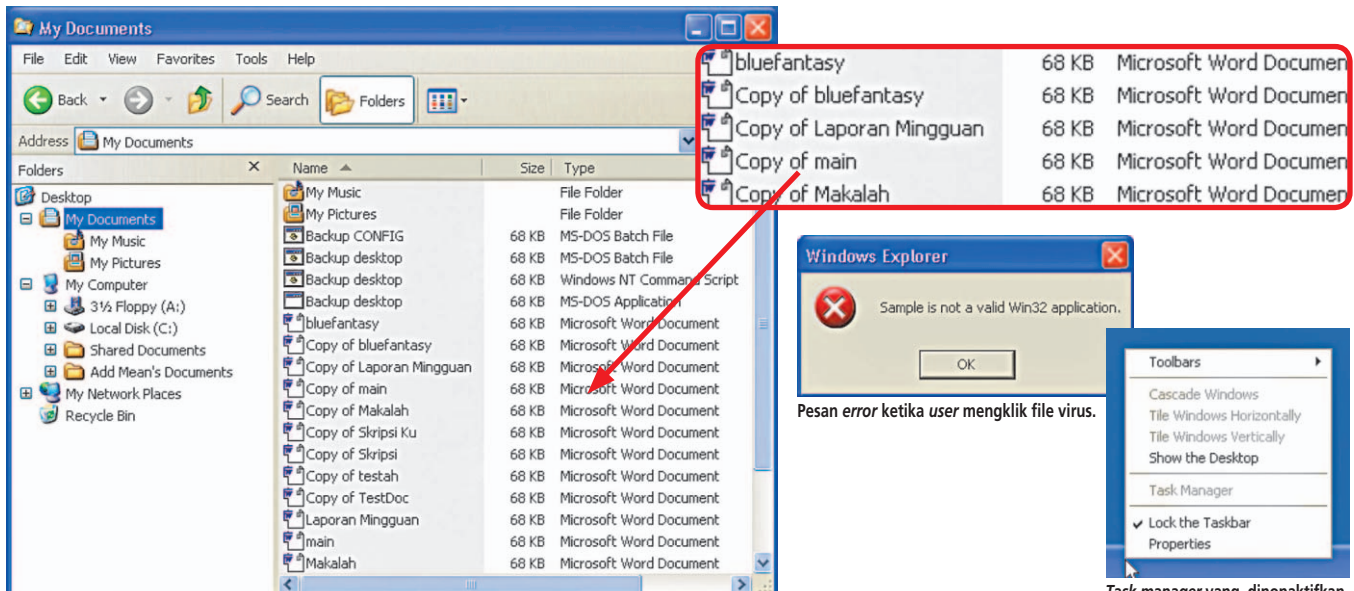 My Documents
File Edit View Favorites Tools Help
Back Search Folders
Address My Documents
Folders
Desktop
My Documents
My Music
My Pictures
My Computer
3½ Floppy (A:)
Local Disk (C:)
Shared Documents
Add Mean's Documents
My Network Places
Recycle Bin
Name Size Type
My Music File Folder
My Pictures File Folder
Backup CONFIG 68 KB MS-DOS Batch File
Backup desktop 68 KB MS-DOS Batch File
Backup desktop 68 KB Windows NT Command Script
Backup desktop 68 KB MS-DOS Application
bluefantasy 68 KB Microsoft Word Document
Copy of bluefantasy 68 KB Microsoft Word Document
Copy of Laporan Mingguan 68 KB Microsoft Word Document
Copy of main 68 KB Microsoft Word Document
Copy of Makalah 68 KB Microsoft Word Document
Copy of Skripsi Ku 68 KB Microsoft Word Document
Copy of Skripsi 68 KB Microsoft Word Document
Copy of testah 68 KB Microsoft Word Document
Copy of TestDoc 68 KB Microsoft Word Document
Laporan Mingguan 68 KB Microsoft Word Document
main 68 KB Microsoft Word Document
Makalah 68 KB Microsoft Word Document
bluefantasy 68 KB Microsoft Word Documen
Copy of bluefantasy 68 KB Microsoft Word Documen
Copy of Laporan Mingguan 68 KB Microsoft Word Documen
Copy of main 68 KB Microsoft Word Documen
Copy of Makalah 68 KB Microsoft Word Documen
Windows Explorer
Sample is not a valid Win32 application.
OK
Pesan error ketika user mengklik file virus.
Toolbars
Cascade Windows
Tile Windows Horizontally
Tile Windows Vertically
Show the Desktop
Task Manager
Lock the Taskbar
Properties
Task manager yang dinonaktifkan